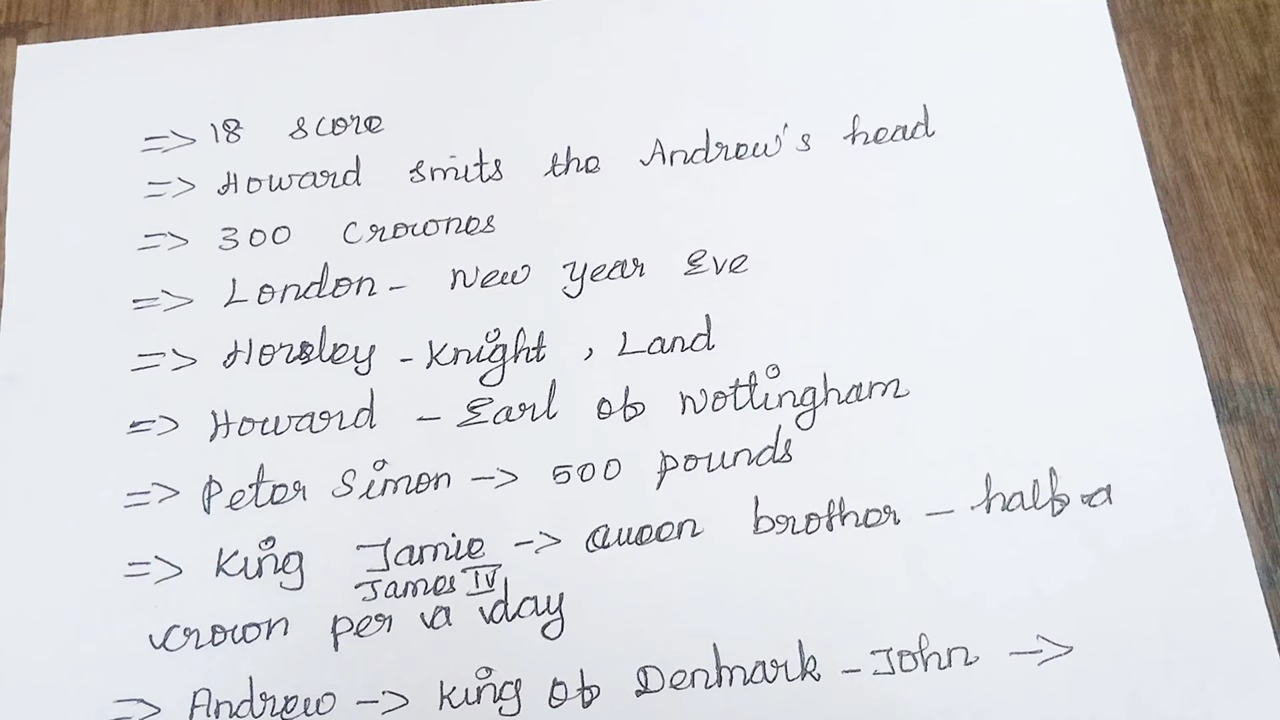 => 18 score
=> Howard smits the Andrew's head
=> 300 Crownes
=> London - New year Eve
=> Horsley - Knight , Land
=> Howard - Earl of Nottingham
=> Peter Simon -> 500 pounds
=> King Jamie -> Queen brother - half a
James IV
crown per a day
=> Andrew -> King of Denmark - John ->